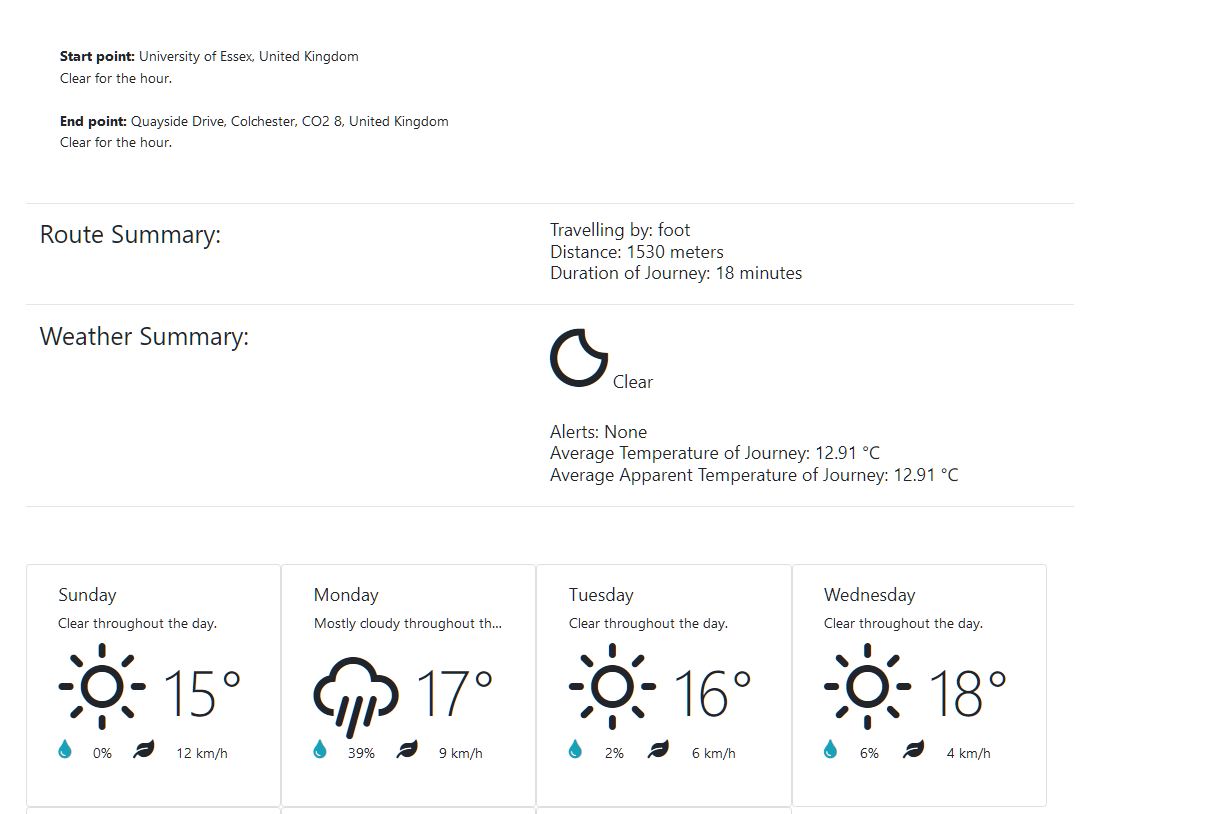 Start point: University of Essex, United Kingdom
Clear for the hour.
End point: Quayside Drive, Colchester, CO2 8, United Kingdom
Clear for the hour.
Route Summary:
Travelling by: foot
Distance: 1530 meters
Duration of Journey: 18 minutes
Weather Summary:
Clear
Alerts: None
Average Temperature of Journey: 12.91 °C
Average Apparent Temperature of Journey: 12.91 °C
Sunday
Clear throughout the day.
15°
0% 12 km/h
Monday
Mostly cloudy throughout th...
17°
39% 9 km/h
Tuesday
Clear throughout the day.
16°
2% 6 km/h
Wednesday
Clear throughout the day.
18°
6% 4 km/h